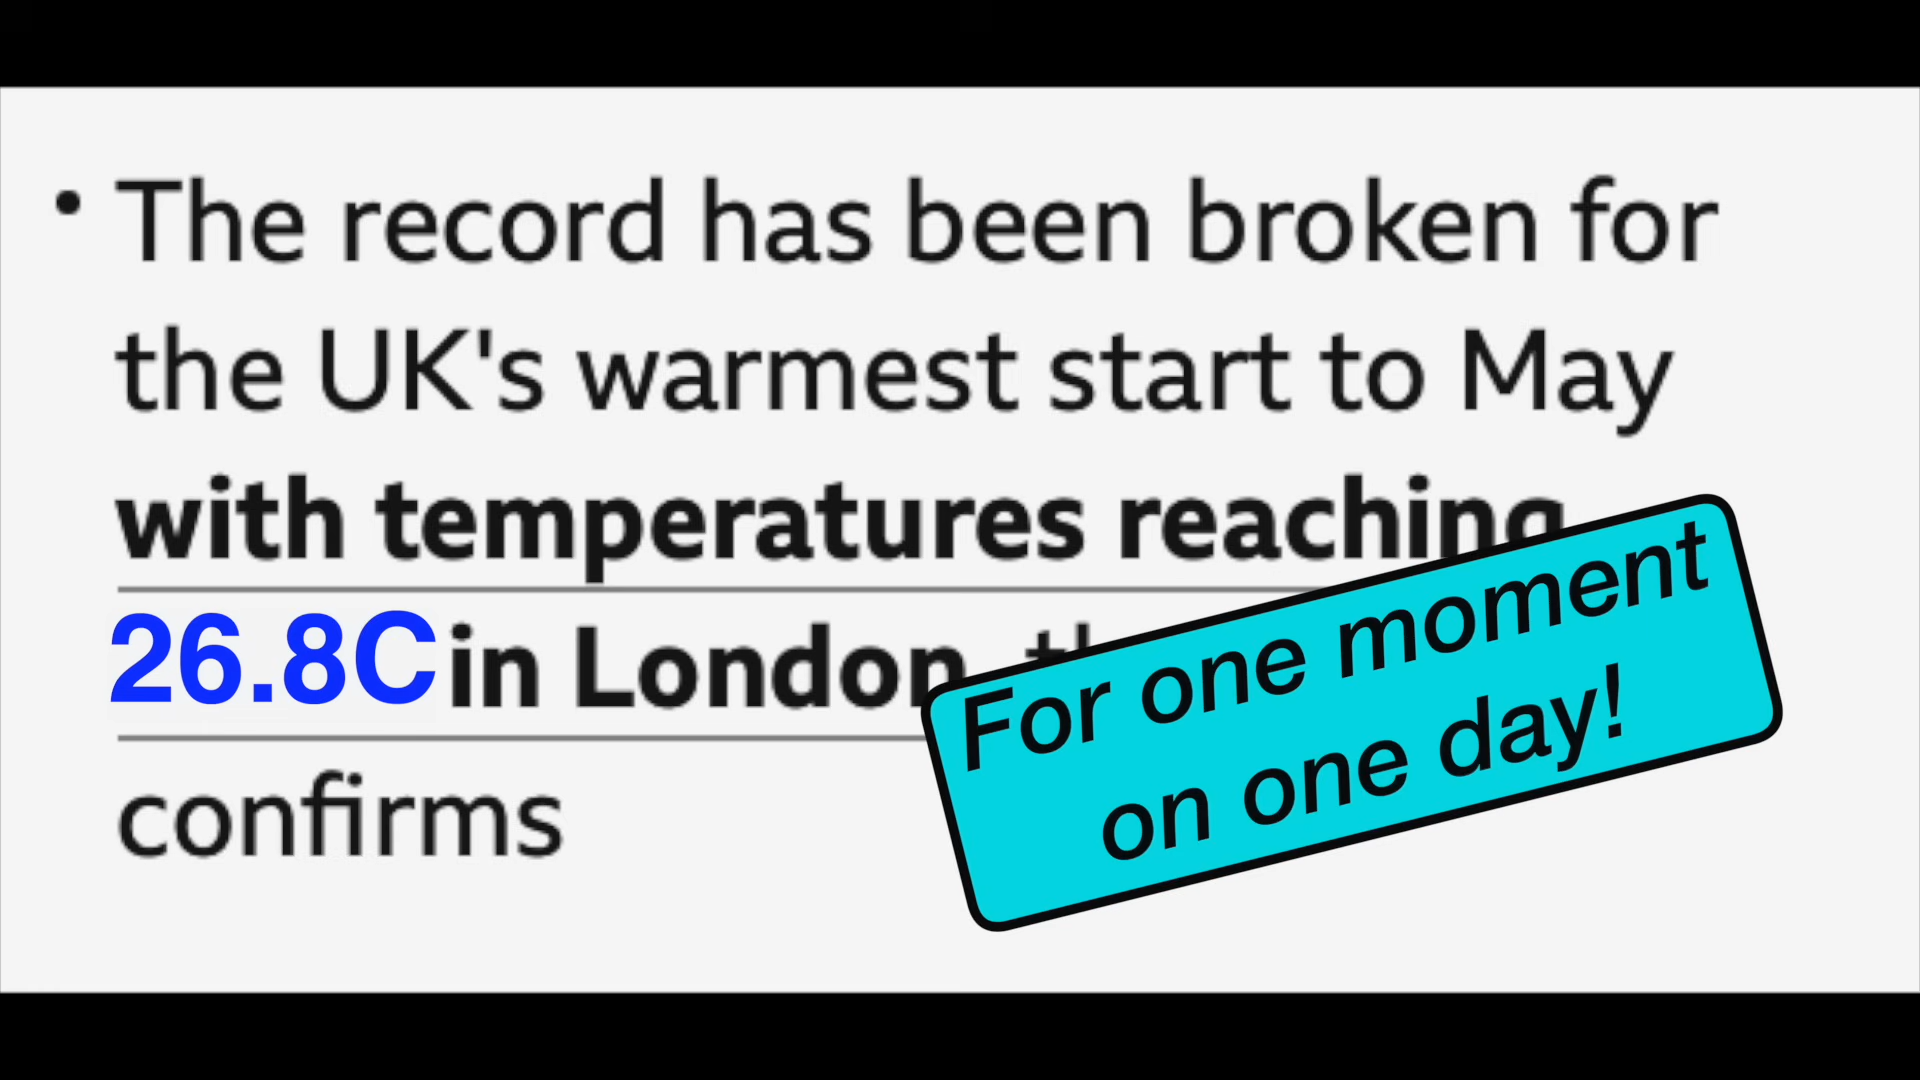 • The record has been broken for
the UK's warmest start to May
with temperatures reaching
26.8C in London,
confirms
For one moment
on one day!